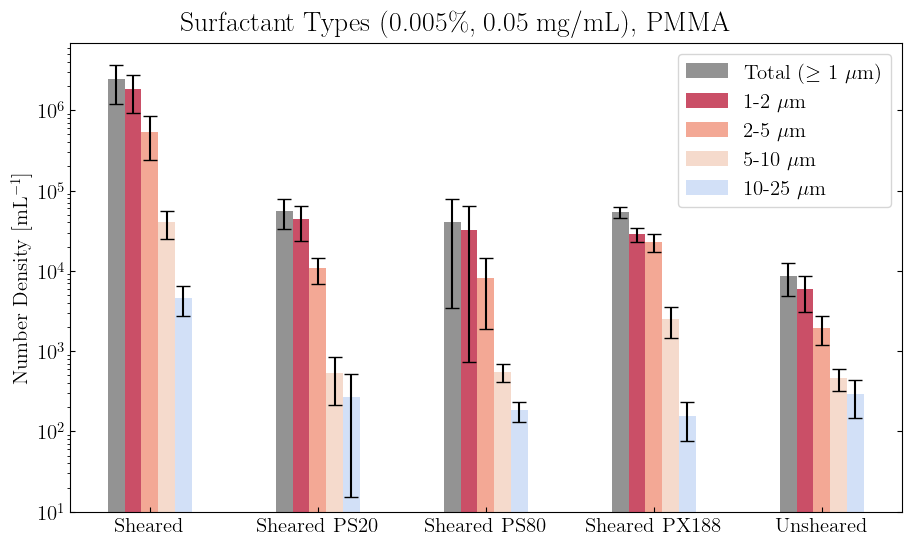 Surfactant Types (0.005%, 0.05 mg/mL), PMMA
Number Density [mL⁻¹]
10⁶
10⁵
10⁴
10³
10²
10¹
Total (≥ 1 μm)
1-2 μm
2-5 μm
5-10 μm
10-25 μm
Sheared
Sheared PS20
Sheared PS80
Sheared PX188
Unsheared